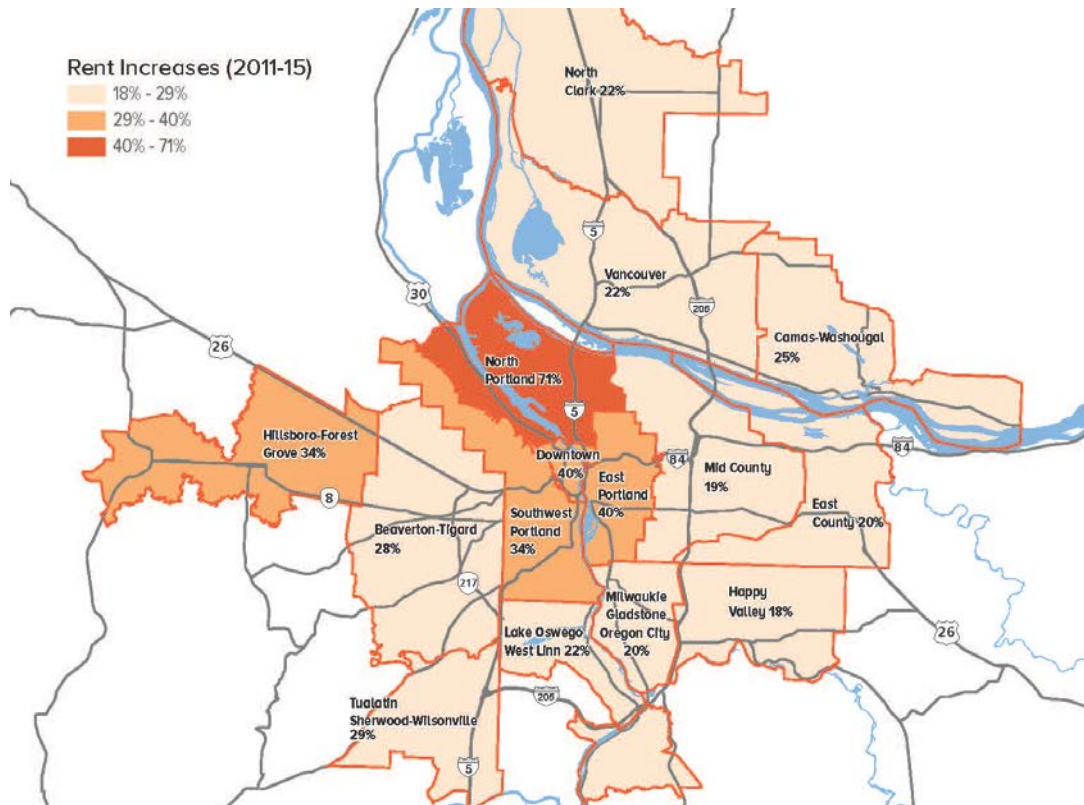 Rent Increases (2011-15)
18% - 29%
29% - 40%
40% - 71%
North
Clark 22%
5
Vancouver
22%
205
30
26
Camas-Washougal
25%
North
Portland 71%
5
Hillsboro-Forest
Grove 34%
8
Downtown
40%
84
84
East
Portland
40%
Mid County
19%
East
County 20%
Beaverton-Tigard
28%
Southwest
Portland
34%
217
Milwaukie
Gladstone
Oregon City
20%
Happy
Valley 18%
26
Lake Oswego
West Linn 22%
205
Tualatin
Sherwood-Wilsonville
29%
5